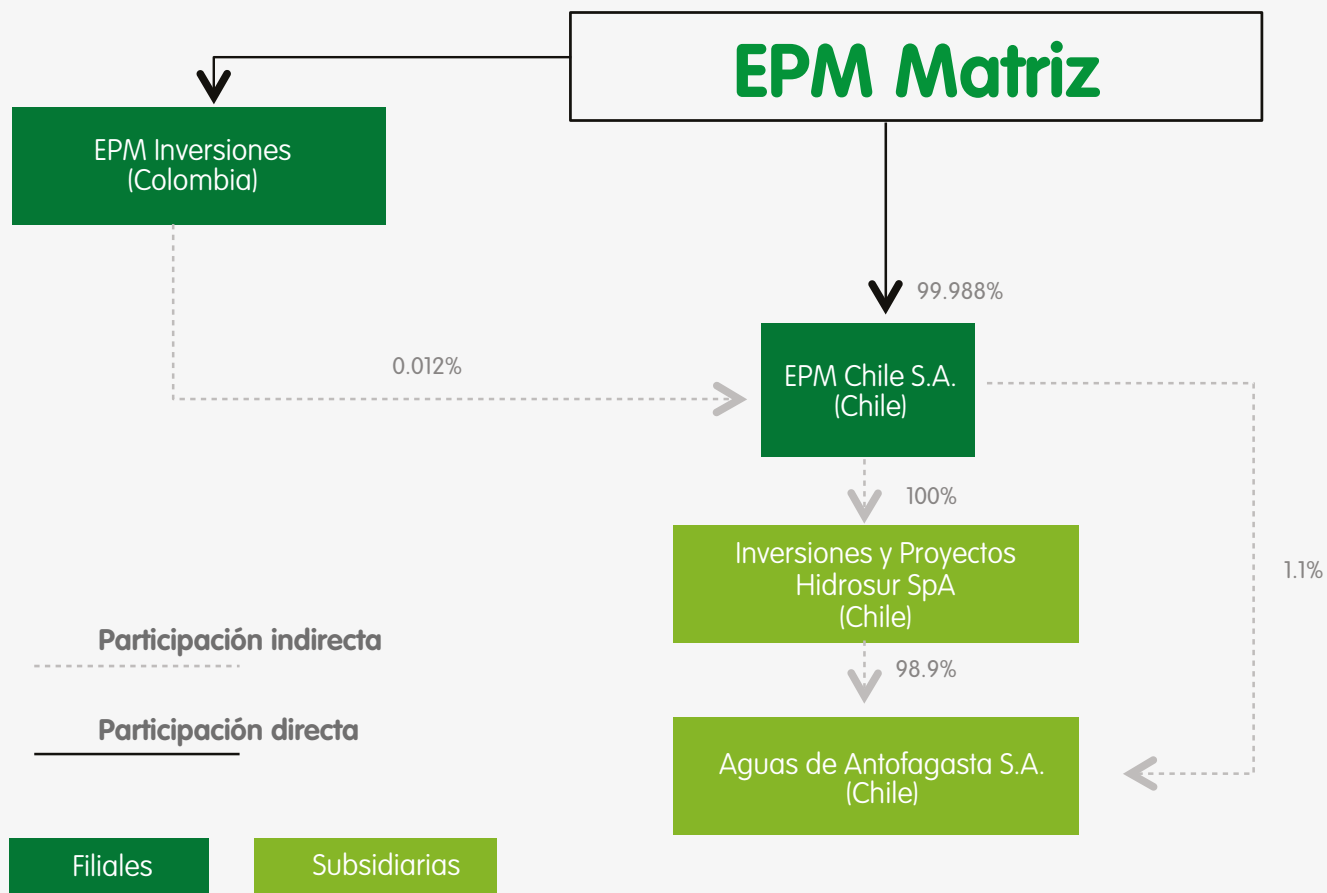 EPM Matriz
EPM Inversiones
(Colombia)
99.988%
0.012%
EPM Chile S.A.
(Chile)
100%
Inversiones y Proyectos
Hidrosur SpA
(Chile)
1.1%
Participación indirecta
98.9%
Participación directa
Aguas de Antofagasta S.A.
(Chile)
Filiales
Subsidiarias